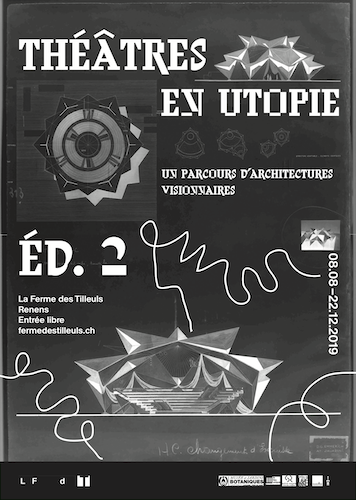 THÉÂTRES
EN UTOPIE
UN PARCOURS D'ARCHITECTURES
VISIONNAIRES
ÉD. 2
La Ferme des Tilleuls
Renens
Entrée libre
fermedestilleuls.ch
08.08–22.12.2019
L F d T
BOTANIQUES